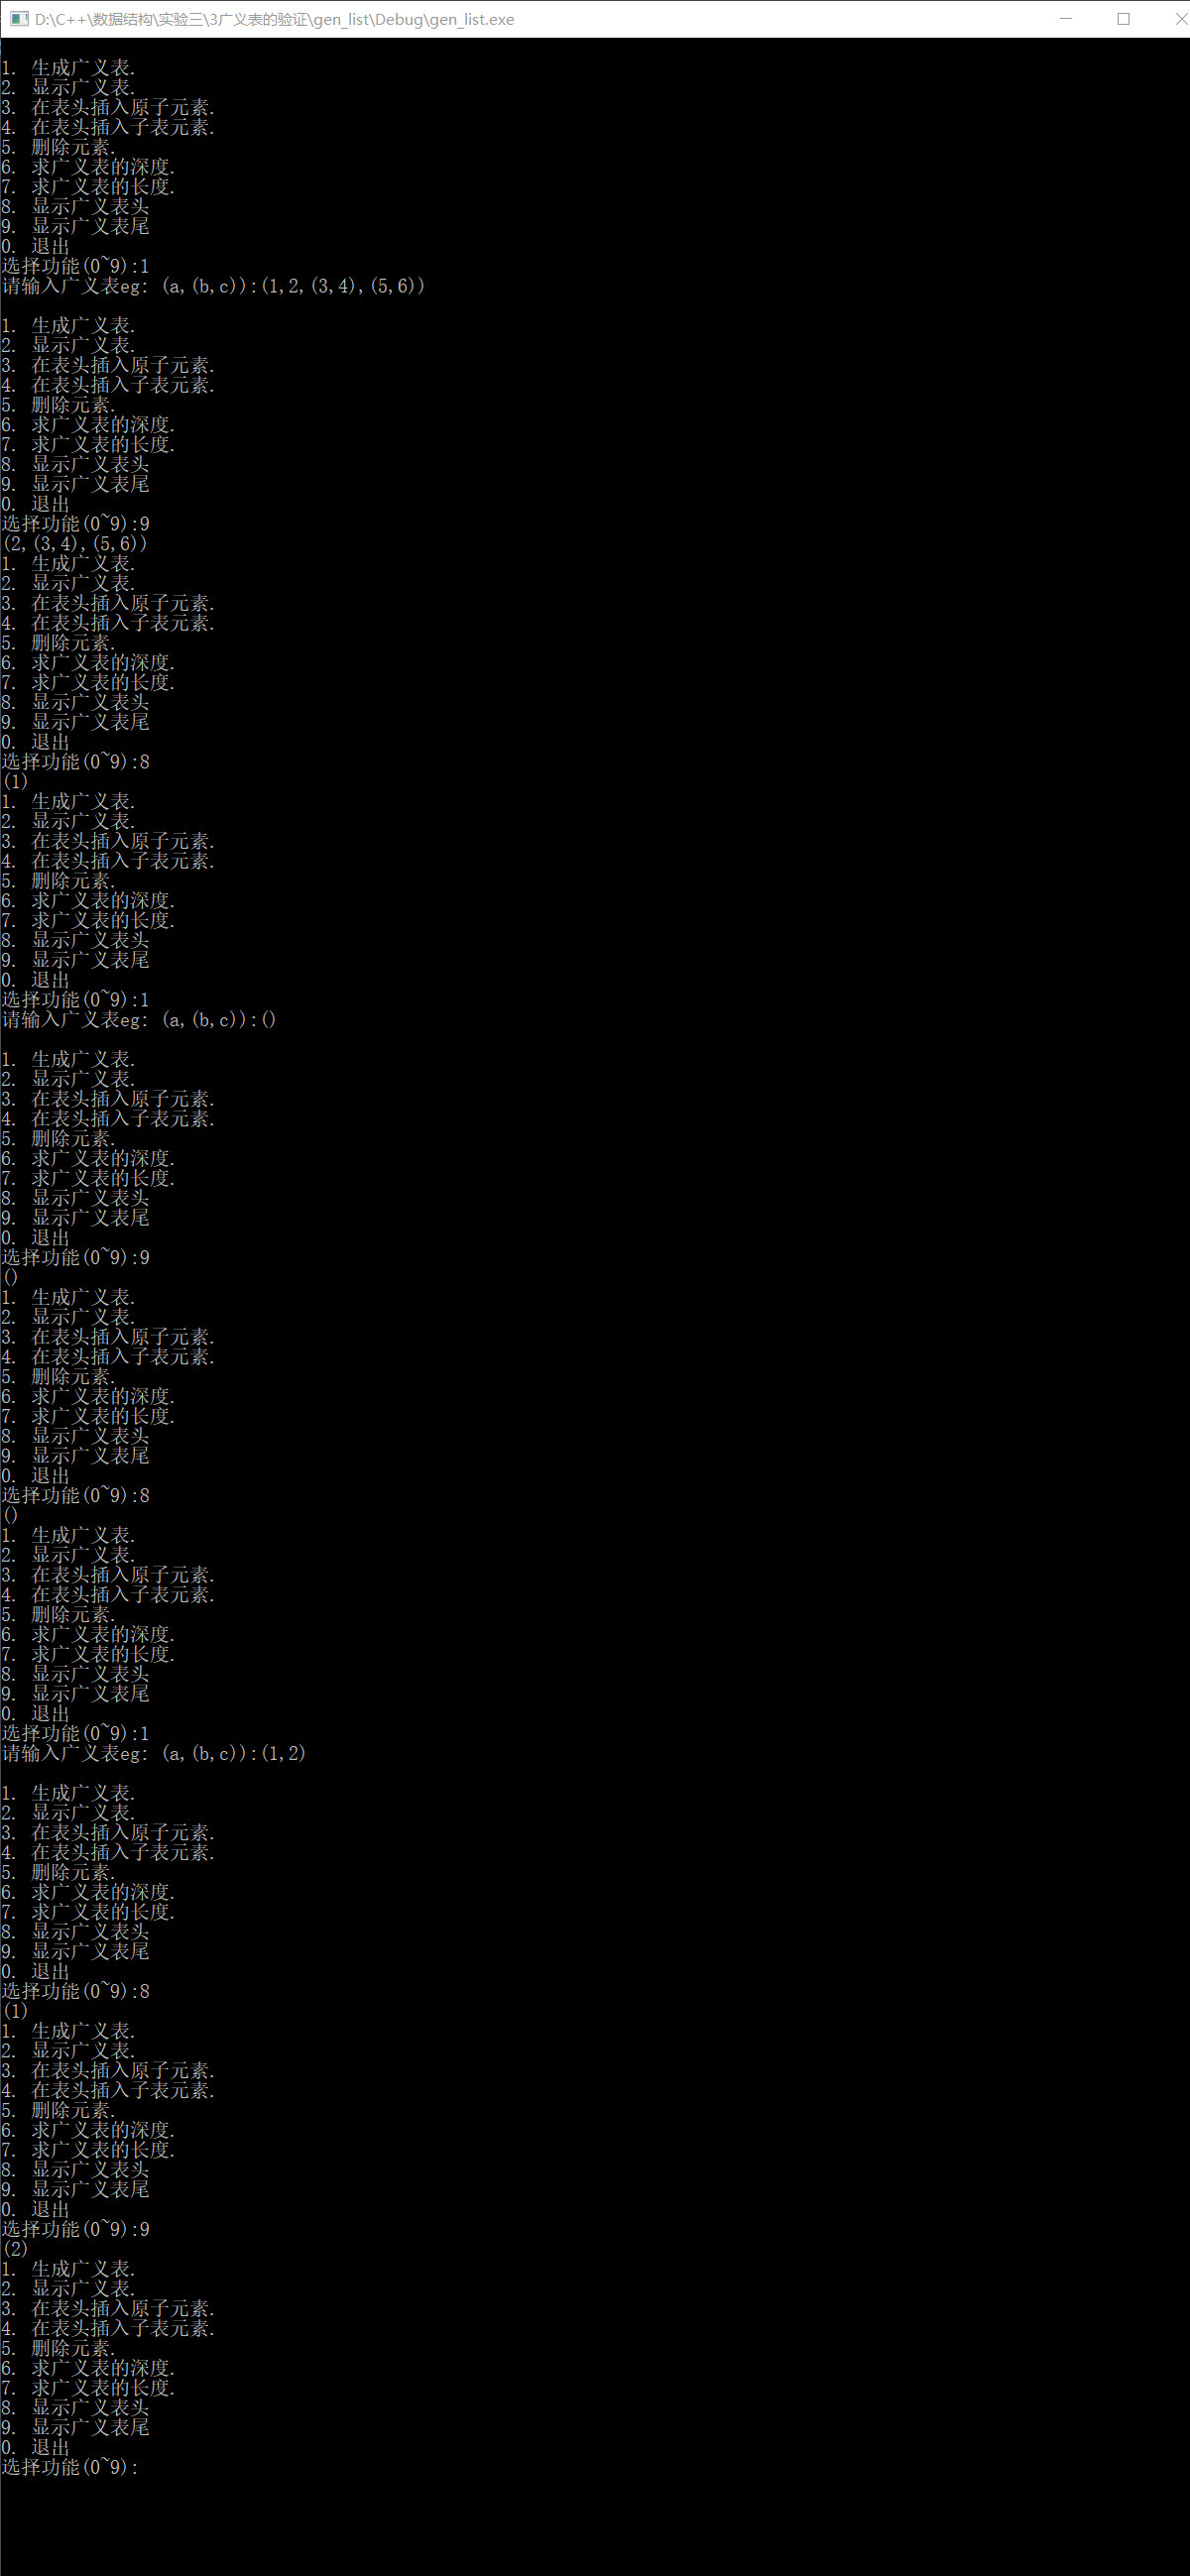 D:\C++\数据结构\实验三\3广义表的验证\gen_list\Debug\gen_list.exe
1. 生成广义表.
2. 显示广义表.
3. 在表头插入原子元素.
4. 在表头插入子表元素.
5. 删除元素.
6. 求广义表的深度.
7. 求广义表的长度.
8. 显示广义表头
9. 显示广义表尾
0. 退出
选择功能(0~9):1
请输入广义表eg: (a,(b,c)):(1,2,(3,4),(5,6))
1. 生成广义表.
2. 显示广义表.
3. 在表头插入原子元素.
4. 在表头插入子表元素.
5. 删除元素.
6. 求广义表的深度.
7. 求广义表的长度.
8. 显示广义表头
9. 显示广义表尾
0. 退出
选择功能(0~9):9
(2,(3,4),(5,6))
1. 生成广义表.
2. 显示广义表.
3. 在表头插入原子元素.
4. 在表头插入子表元素.
5. 删除元素.
6. 求广义表的深度.
7. 求广义表的长度.
8. 显示广义表头
9. 显示广义表尾
0. 退出
选择功能(0~9):8
(1)
1. 生成广义表.
2. 显示广义表.
3. 在表头插入原子元素.
4. 在表头插入子表元素.
5. 删除元素.
6. 求广义表的深度.
7. 求广义表的长度.
8. 显示广义表头
9. 显示广义表尾
0. 退出
选择功能(0~9):1
请输入广义表eg: (a,(b,c)):()
1. 生成广义表.
2. 显示广义表.
3. 在表头插入原子元素.
4. 在表头插入子表元素.
5. 删除元素.
6. 求广义表的深度.
7. 求广义表的长度.
8. 显示广义表头
9. 显示广义表尾
0. 退出
选择功能(0~9):9
()
1. 生成广义表.
2. 显示广义表.
3. 在表头插入原子元素.
4. 在表头插入子表元素.
5. 删除元素.
6. 求广义表的深度.
7. 求广义表的长度.
8. 显示广义表头
9. 显示广义表尾
0. 退出
选择功能(0~9):8
()
1. 生成广义表.
2. 显示广义表.
3. 在表头插入原子元素.
4. 在表头插入子表元素.
5. 删除元素.
6. 求广义表的深度.
7. 求广义表的长度.
8. 显示广义表头
9. 显示广义表尾
0. 退出
选择功能(0~9):1
请输入广义表eg: (a,(b,c)):(1,2)
1. 生成广义表.
2. 显示广义表.
3. 在表头插入原子元素.
4. 在表头插入子表元素.
5. 删除元素.
6. 求广义表的深度.
7. 求广义表的长度.
8. 显示广义表头
9. 显示广义表尾
0. 退出
选择功能(0~9):8
(1)
1. 生成广义表.
2. 显示广义表.
3. 在表头插入原子元素.
4. 在表头插入子表元素.
5. 删除元素.
6. 求广义表的深度.
7. 求广义表的长度.
8. 显示广义表头
9. 显示广义表尾
0. 退出
选择功能(0~9):9
(2)
1. 生成广义表.
2. 显示广义表.
3. 在表头插入原子元素.
4. 在表头插入子表元素.
5. 删除元素.
6. 求广义表的深度.
7. 求广义表的长度.
8. 显示广义表头
9. 显示广义表尾
0. 退出
选择功能(0~9):